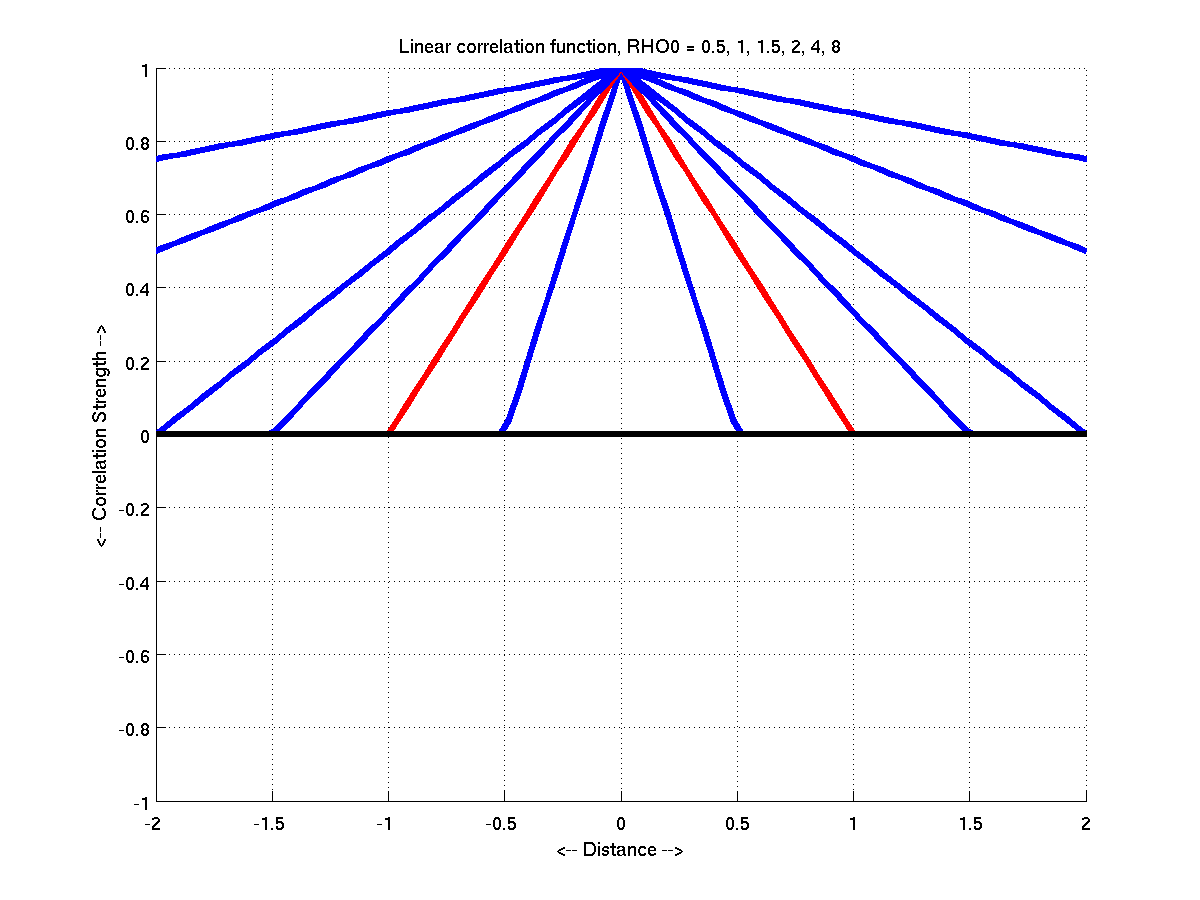 Linear correlation function, RHO0 = 0.5, 1, 1.5, 2, 4, 8
1
0.8
0.6
0.4
0.2
0
-0.2
-0.4
-0.6
-0.8
-1
<-- Correlation Strength -->
-2 -1.5 -1 -0.5 0 0.5 1 1.5 2
<-- Distance -->